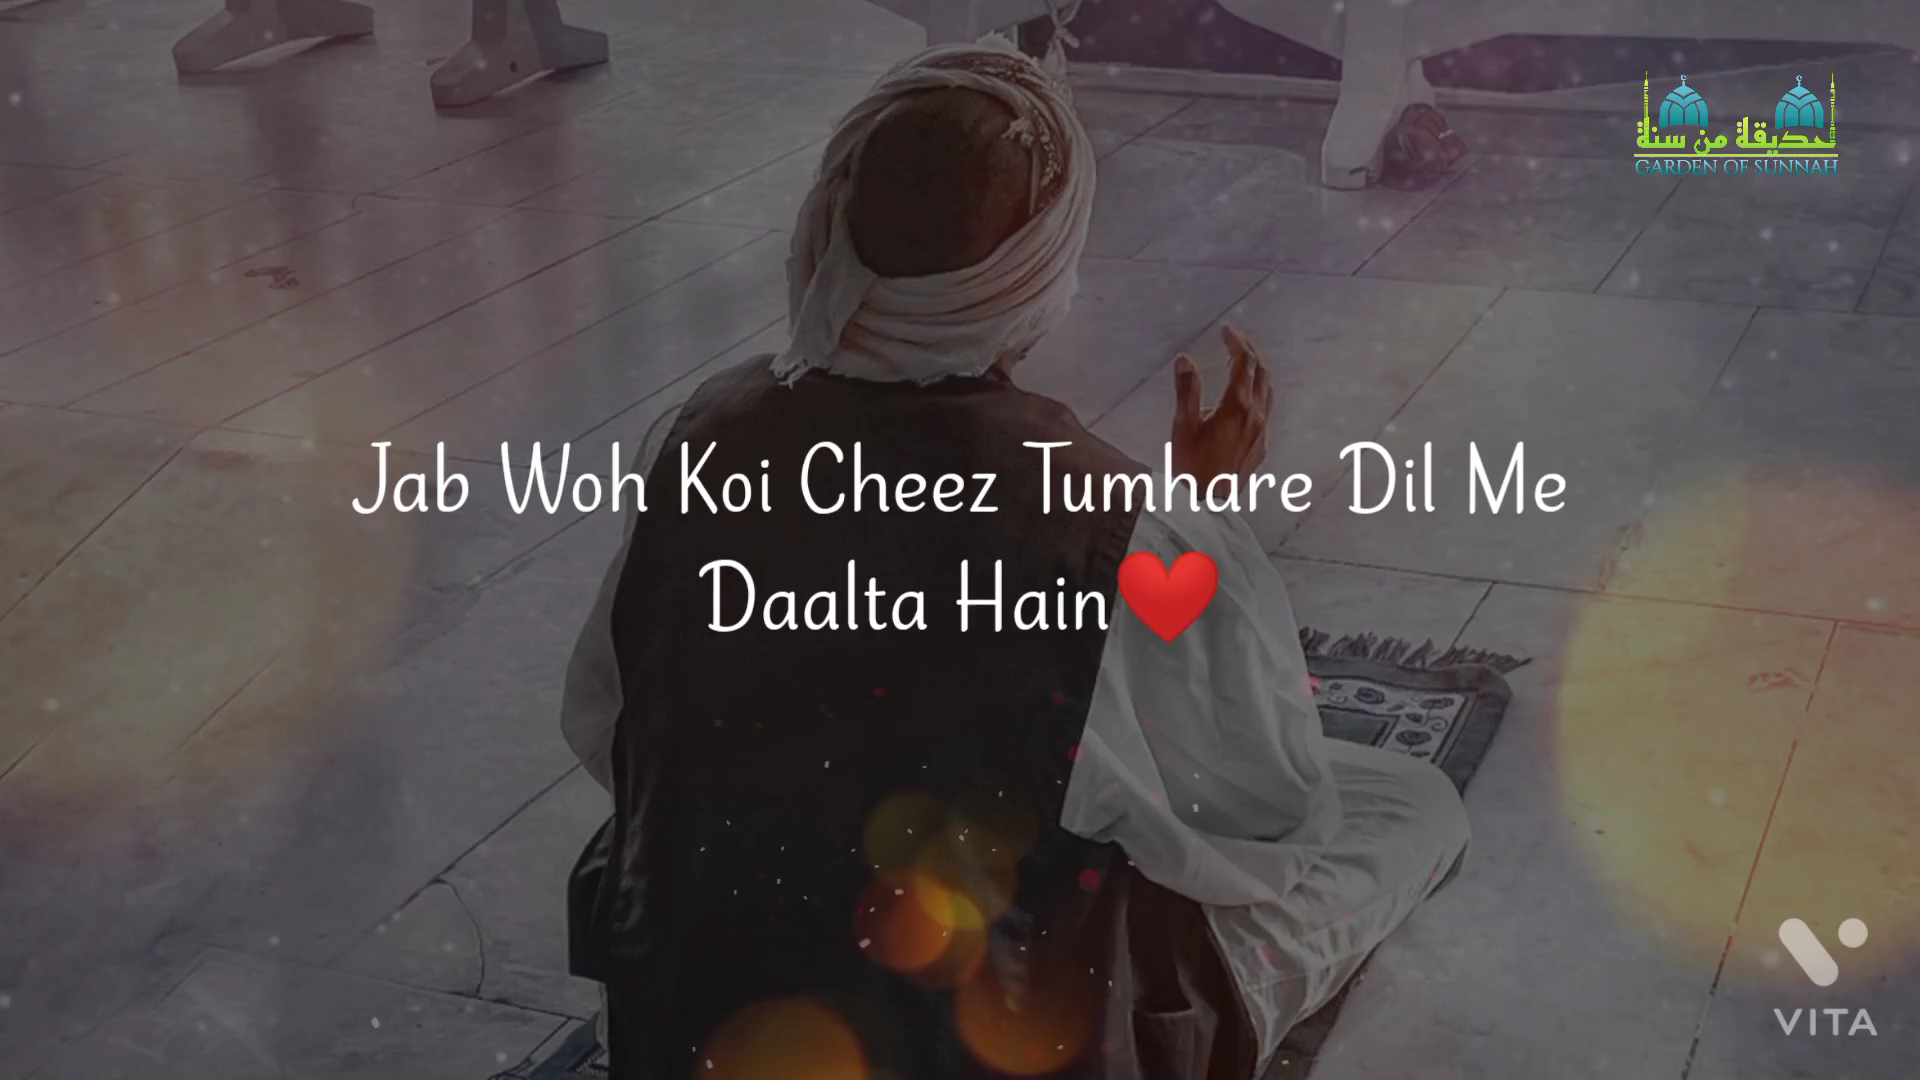 حديقة من سنة
GARDEN OF SUNNAH
Jab Woh Koi Cheez Tumhare Dil Me
Daalta Hain❤️
VITA